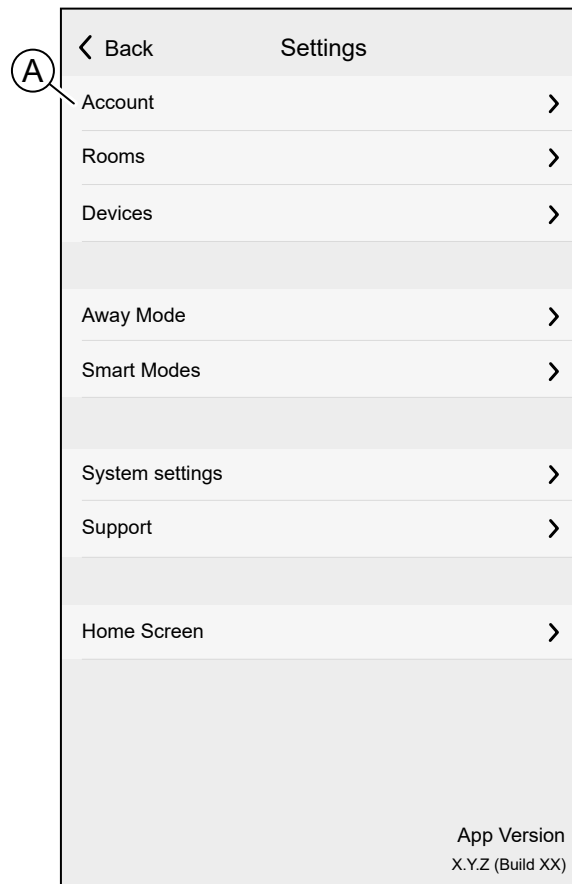 Back Settings
A
Account
Rooms
Devices
Away Mode
Smart Modes
System settings
Support
Home Screen
App Version
X.Y.Z (Build XX)